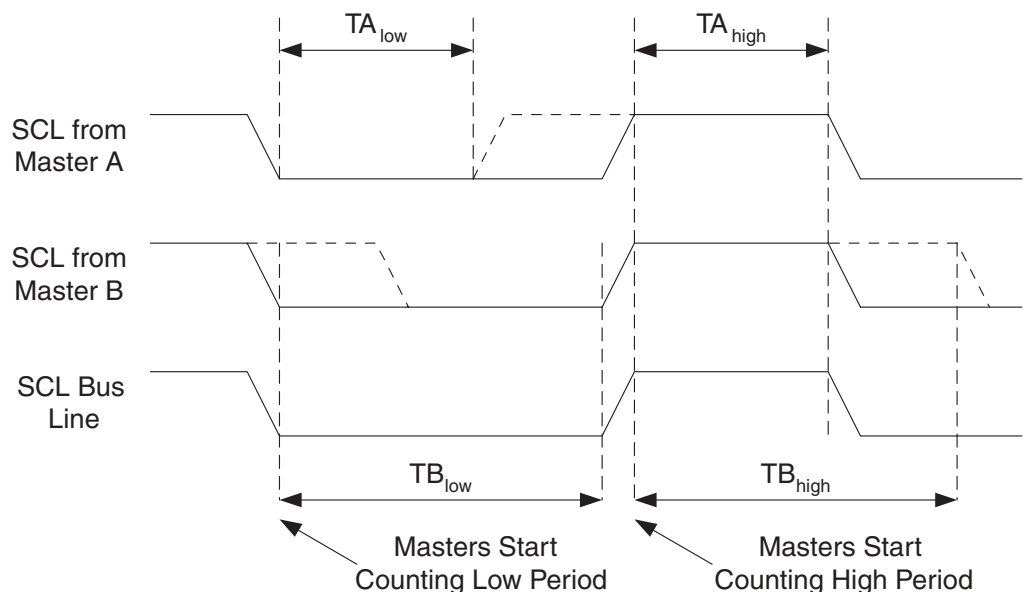 TA low
TA high
SCL from
Master A
SCL from
Master B
SCL Bus
Line
TB low
TB high
Masters Start
Counting Low Period
Masters Start
Counting High Period